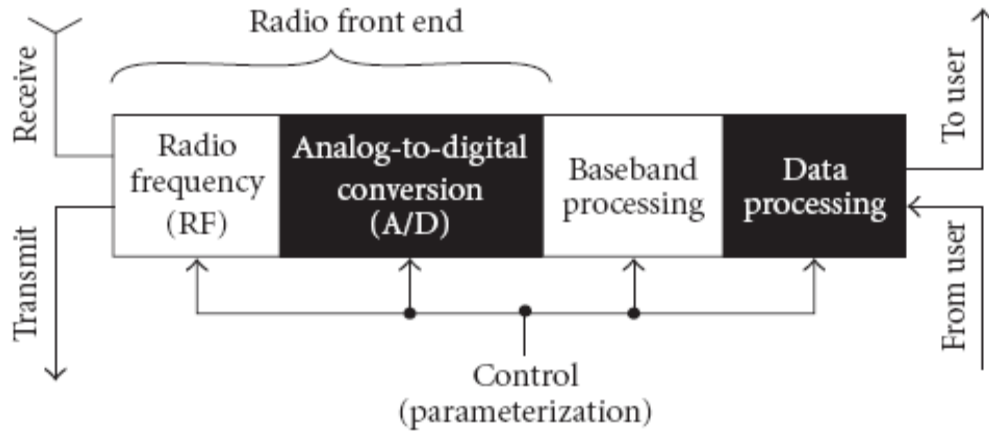 Radio front end
Receive
Transmit
Radio
frequency
(RF)
Analog-to-digital
conversion
(A/D)
Baseband
processing
Data
processing
To user
From user
Control
(parameterization)